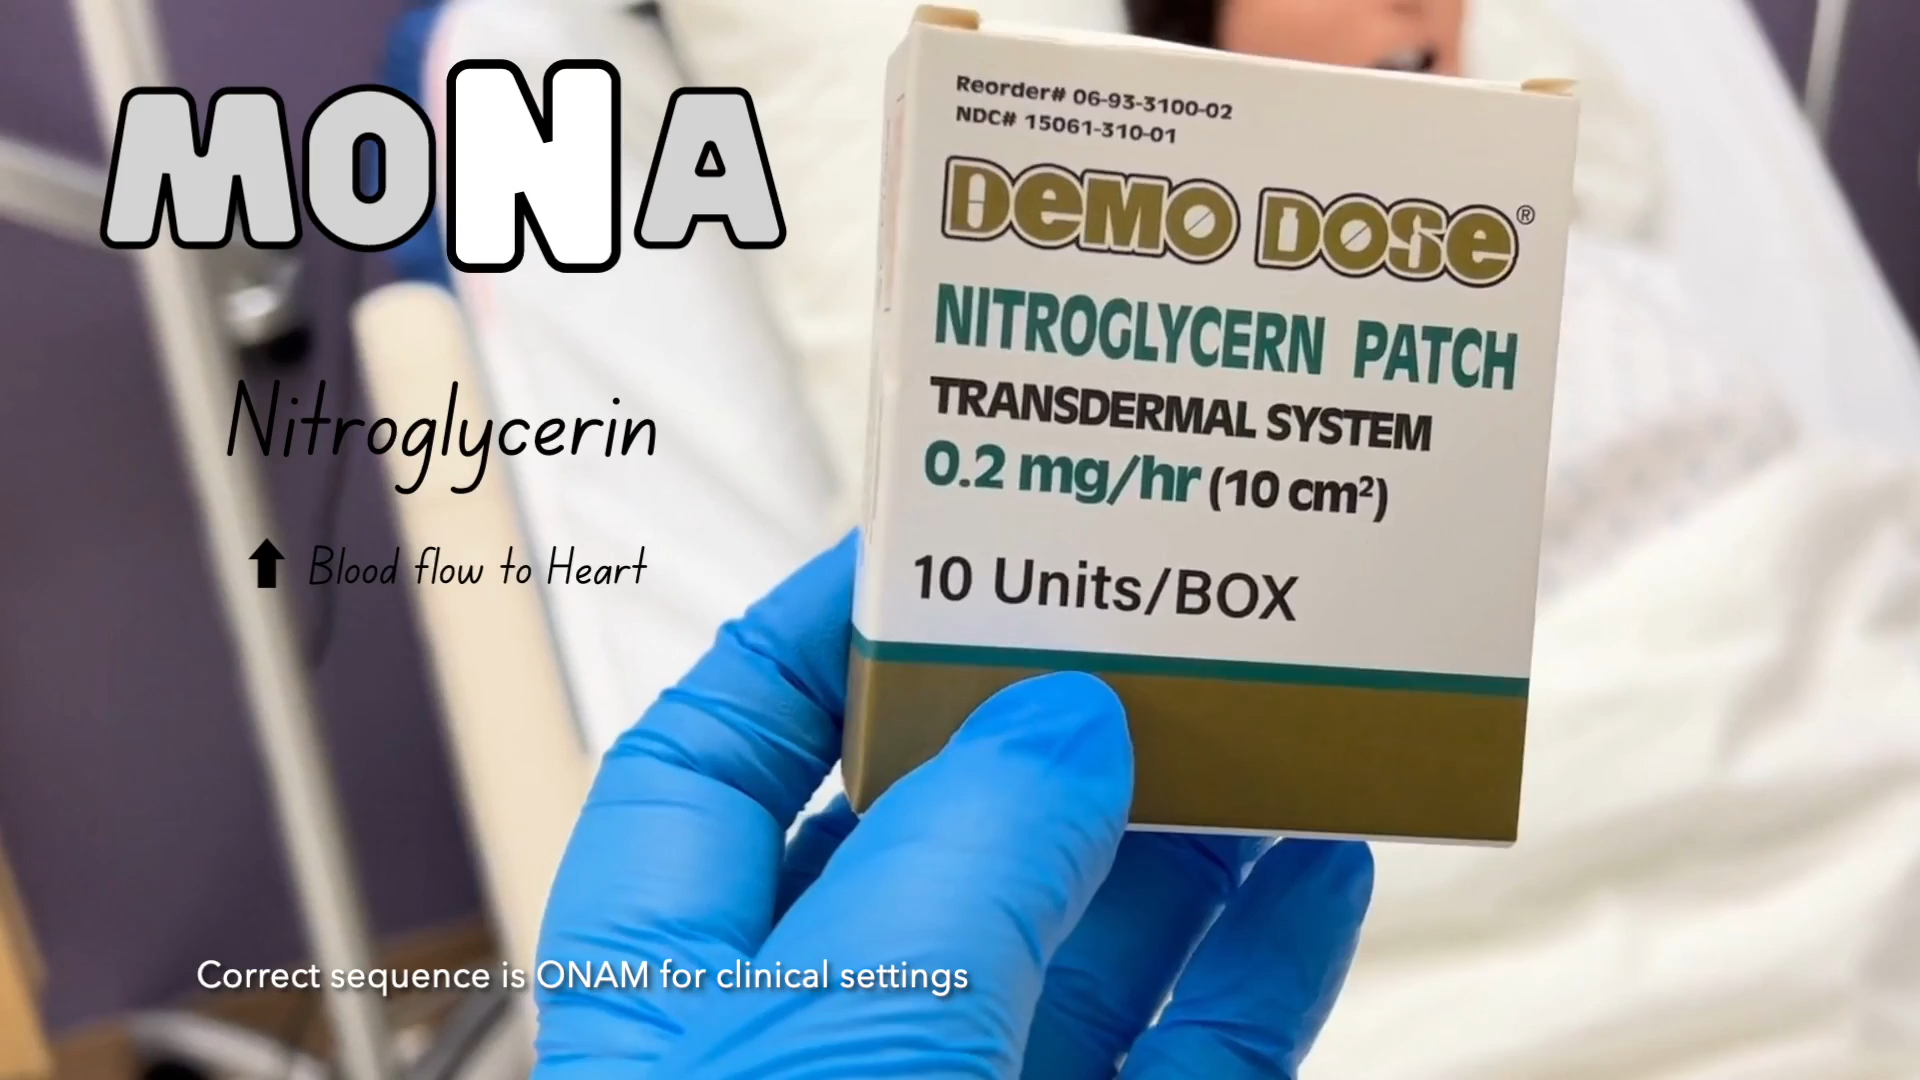 MONA
Nitroglycerin
⬆ Blood flow to Heart
Reorder# 06-93-3100-02
NDC# 15061-310-01
DeMO DOSe®
NITROGLYCERN PATCH
TRANSDERMAL SYSTEM
0.2 mg/hr (10 cm²)
10 Units/BOX
Correct sequence is ONAM for clinical settings